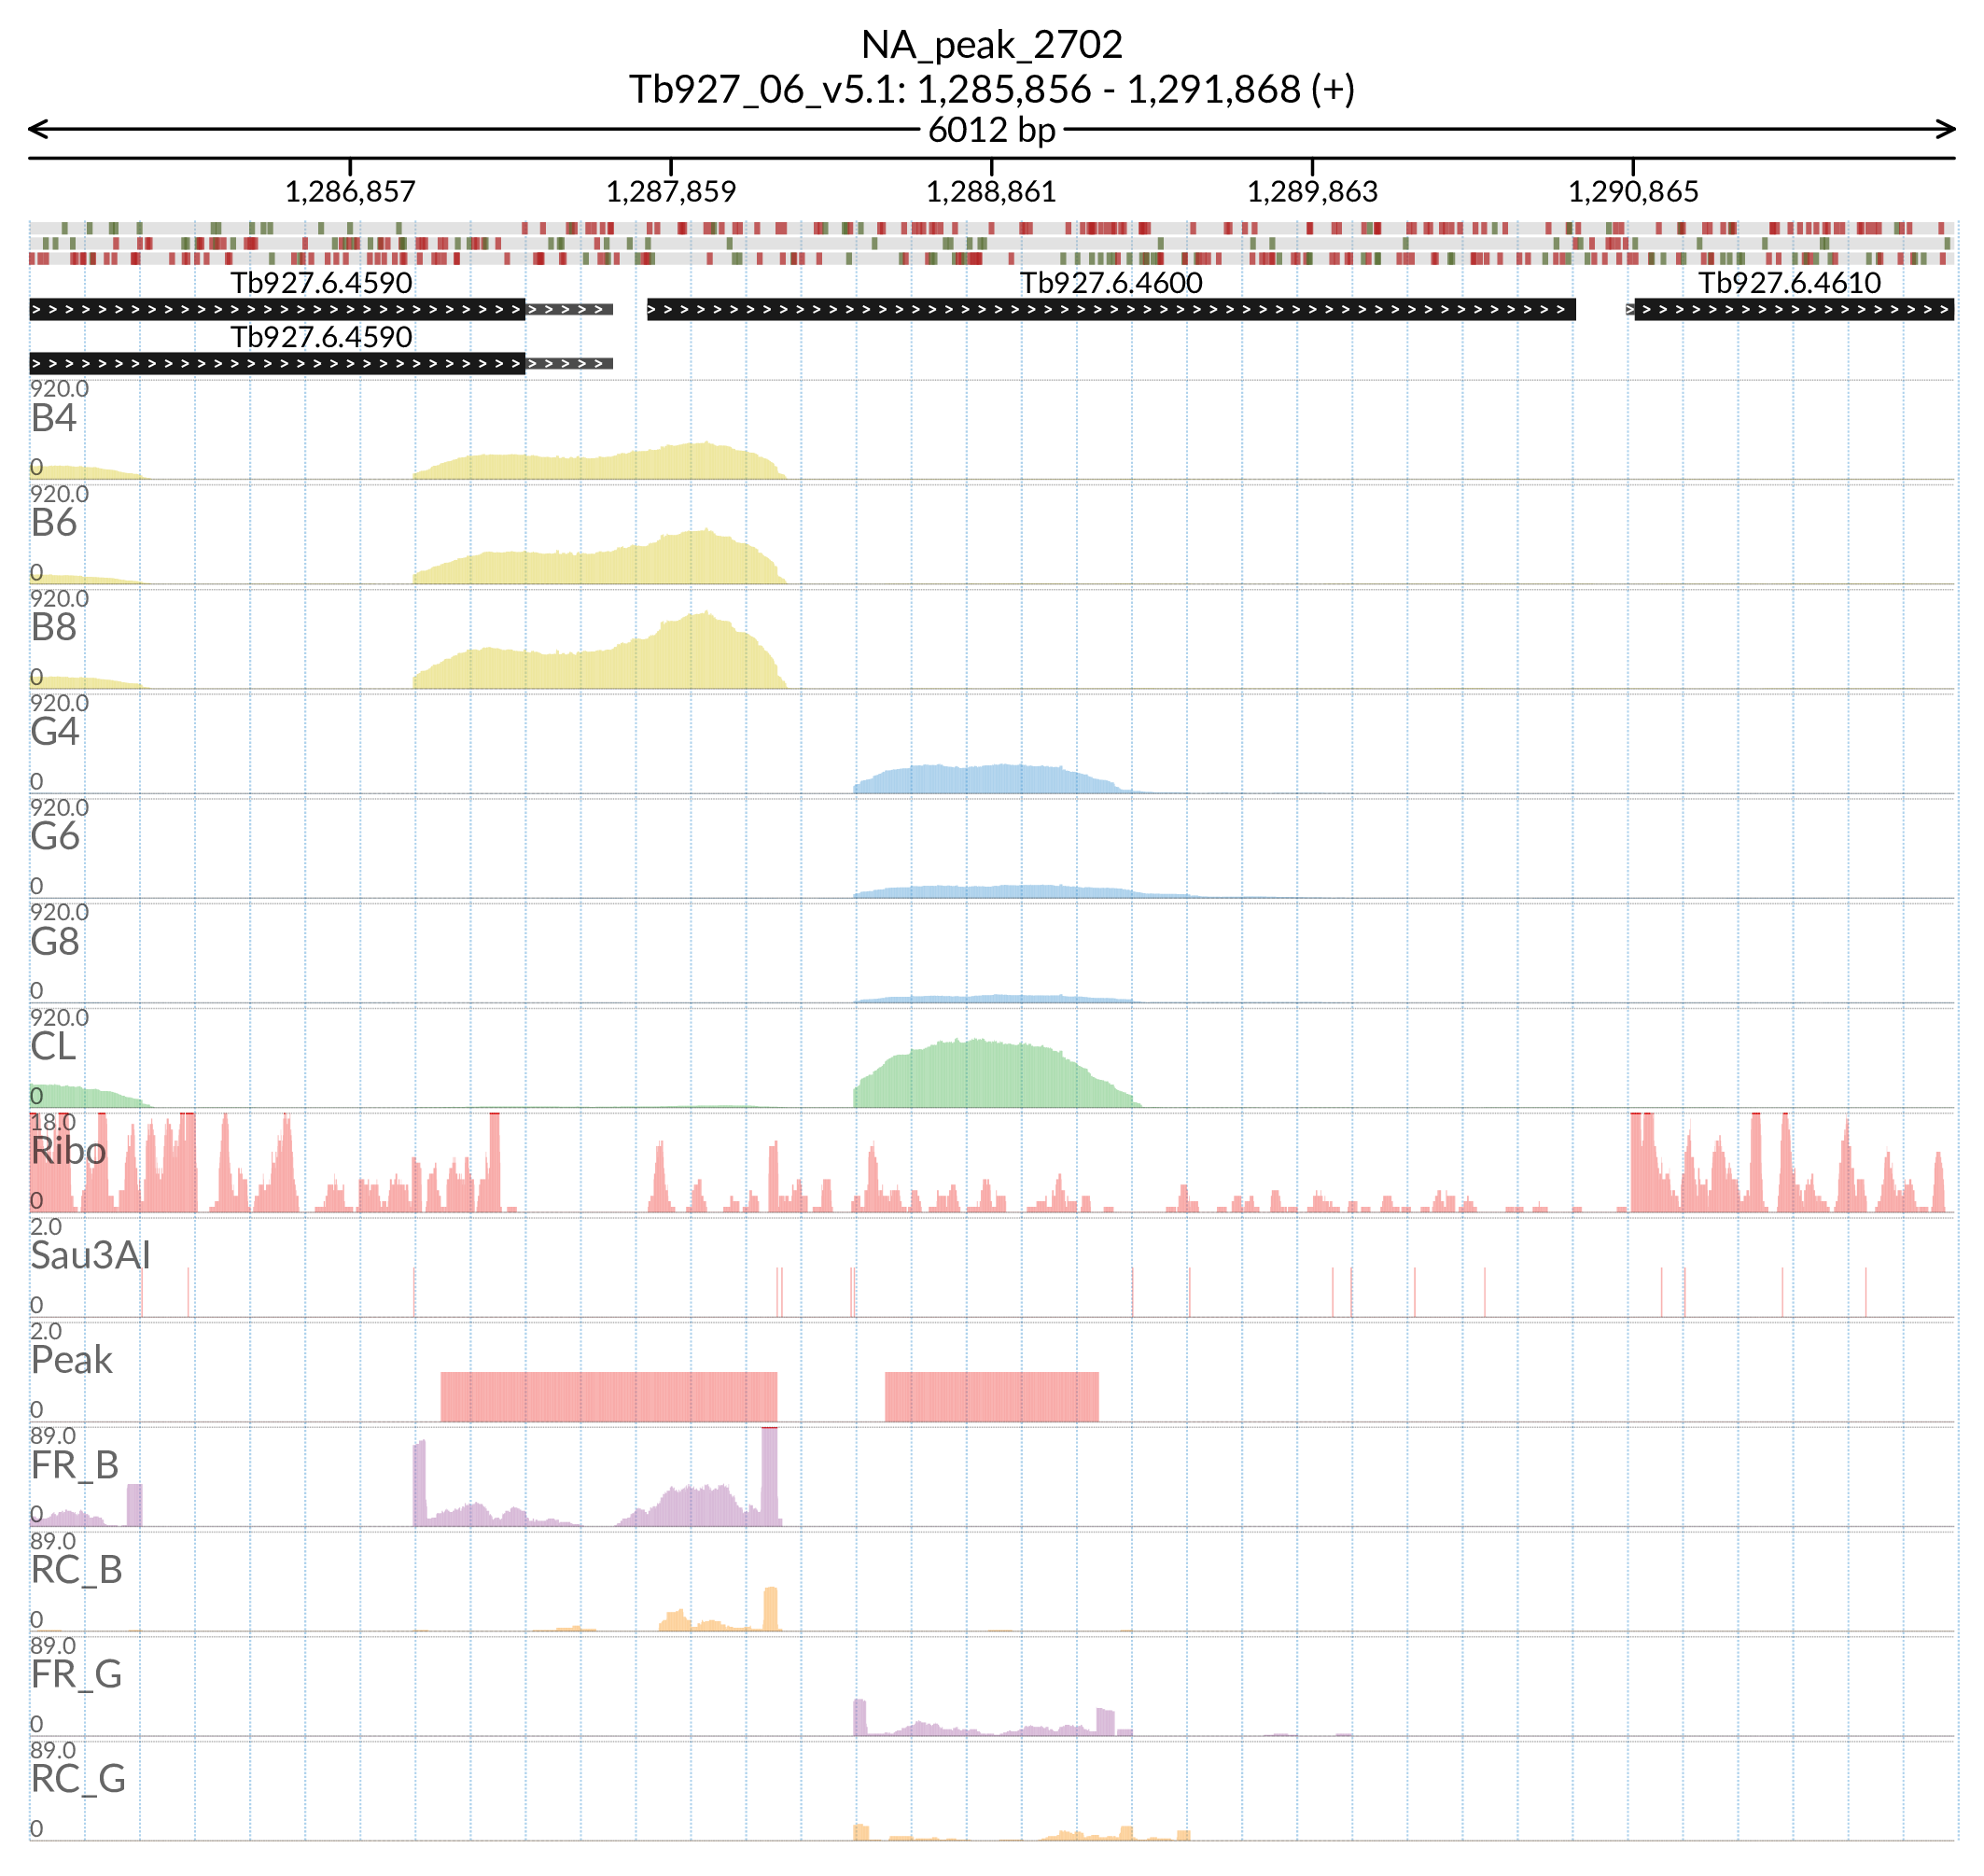 NA_peak_2702
Tb927_06_v5.1: 1,285,856 - 1,291,868 (+)
6012 bp
1,286,857 1,287,859 1,288,861 1,289,863 1,290,865
Tb927.6.4590 Tb927.6.4600 Tb927.6.4610
Tb927.6.4590
920.0
B4
0
920.0
B6
0
920.0
B8
0
920.0
G4
0
920.0
G6
0
920.0
G8
0
920.0
CL
0
18.0
Ribo
0
2.0
Sau3AI
0
2.0
Peak
0
89.0
FR_B
0
89.0
RC_B
0
89.0
FR_G
0
89.0
RC_G
0